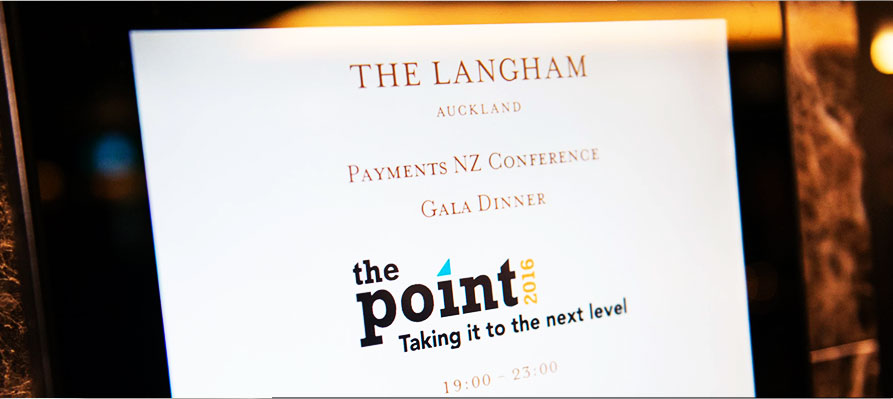 THE LANGHAM
AUCKLAND
PAYMENTS NZ CONFERENCE
GALA DINNER
the
point 2016
Taking it to the next level
19:00 - 23:00